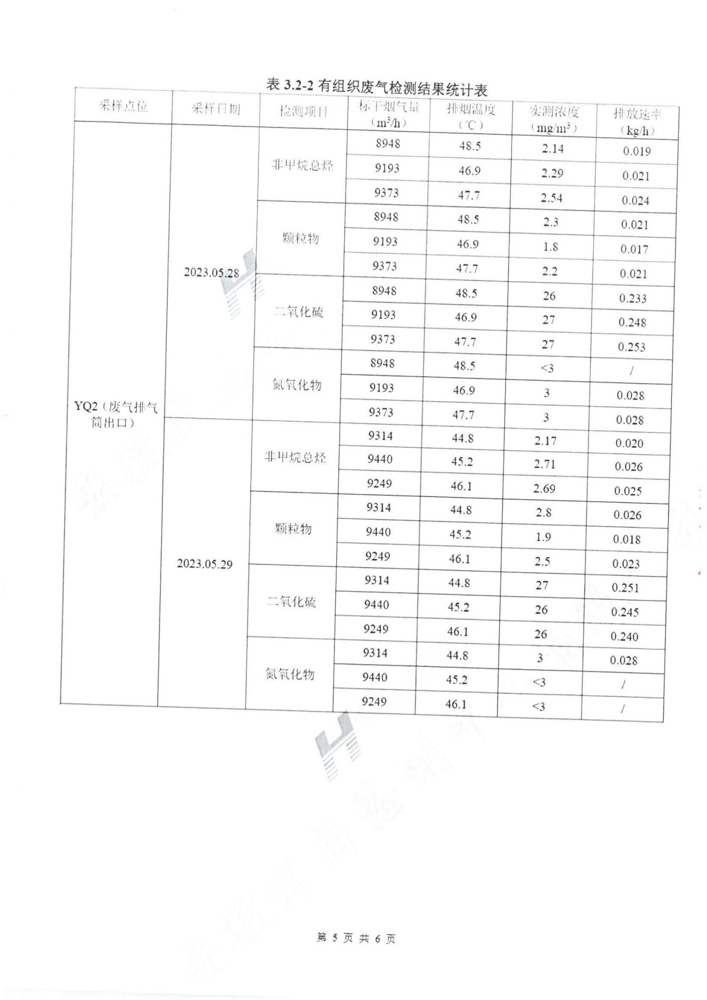 表 3.2-2 有组织废气检测结果统计表
采样点位 采样日期 检测项目 标干烟气量（m³/h） 排烟温度（℃） 实测浓度（mg/m³） 排放速率（kg/h）
YQ2（废气排气筒出口） 2023.05.28 非甲烷总烃 8948 48.5 2.14 0.019
9193 46.9 2.29 0.021
9373 47.7 2.54 0.024
颗粒物 8948 48.5 2.3 0.021
9193 46.9 1.8 0.017
9373 47.7 2.2 0.021
二氧化硫 8948 48.5 26 0.233
9193 46.9 27 0.248
9373 47.7 27 0.253
氮氧化物 8948 48.5 <3 /
9193 46.9 3 0.028
9373 47.7 3 0.028
2023.05.29 非甲烷总烃 9314 44.8 2.17 0.020
9440 45.2 2.71 0.026
9249 46.1 2.69 0.025
颗粒物 9314 44.8 2.8 0.026
9440 45.2 1.9 0.018
9249 46.1 2.5 0.023
二氧化硫 9314 44.8 27 0.251
9440 45.2 26 0.245
9249 46.1 26 0.240
氮氧化物 9314 44.8 3 0.028
9440 45.2 <3 /
9249 46.1 <3 /
第 5 页 共 6 页